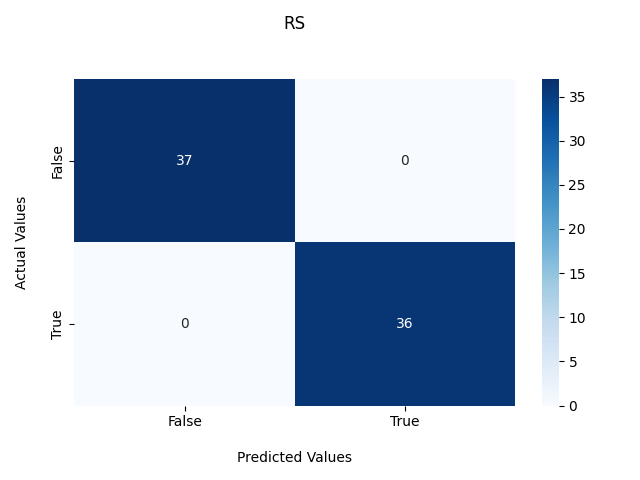 RS
Actual Values
False
True
37
0
0
36
False
True
Predicted Values
35
30
25
20
15
10
5
0